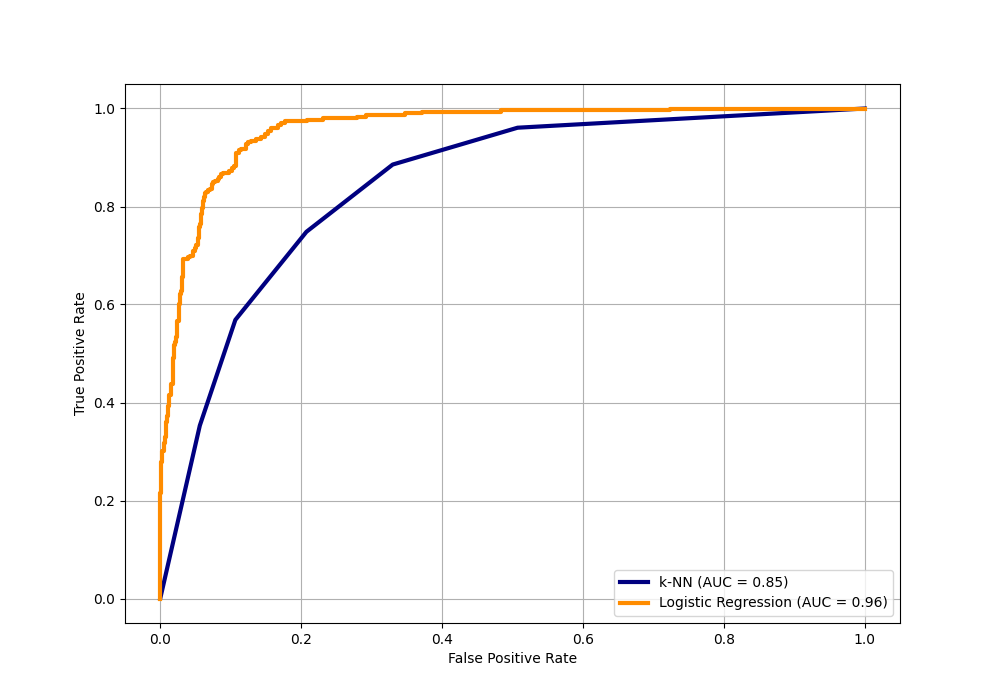 1.0
0.8
0.6
0.4
0.2
0.0
True Positive Rate
k-NN (AUC = 0.85)
Logistic Regression (AUC = 0.96)
0.0 0.2 0.4 0.6 0.8 1.0
False Positive Rate